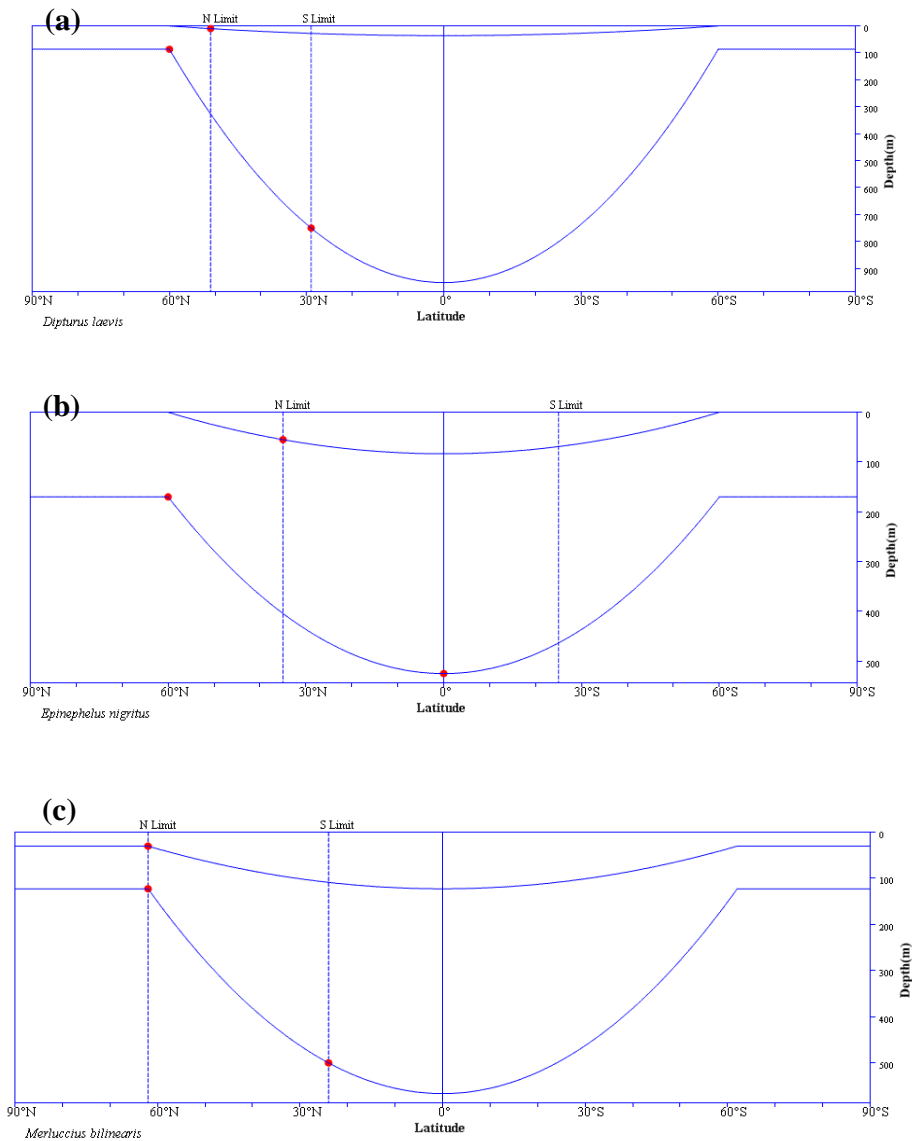 (a)
N Limit S Limit
0
100
200
300
400
500
600
700
800
900
Depth(m)
90°N 60°N 30°N 0° 30°S 60°S 90°S
Latitude
Dipturus laevis
(b)
N Limit S Limit
0
100
200
300
400
500
Depth(m)
90°N 60°N 30°N 0° 30°S 60°S 90°S
Latitude
Epinephelus nigritus
(c)
N Limit S Limit
0
100
200
300
400
500
Depth(m)
90°N 60°N 30°N 0° 30°S 60°S 90°S
Latitude
Merluccius bilinearis